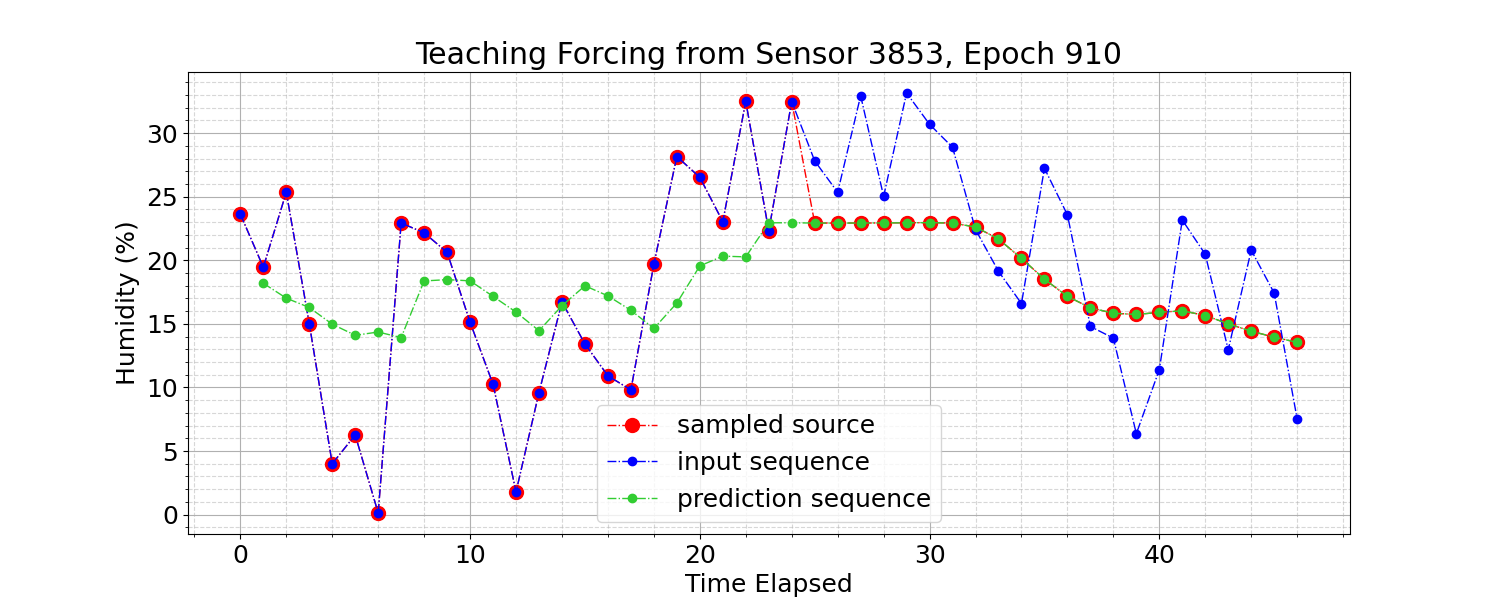 Teaching Forcing from Sensor 3853, Epoch 910
Humidity (%)
30
25
20
15
10
5
0
sampled source
input sequence
prediction sequence
0 10 20 30 40
Time Elapsed